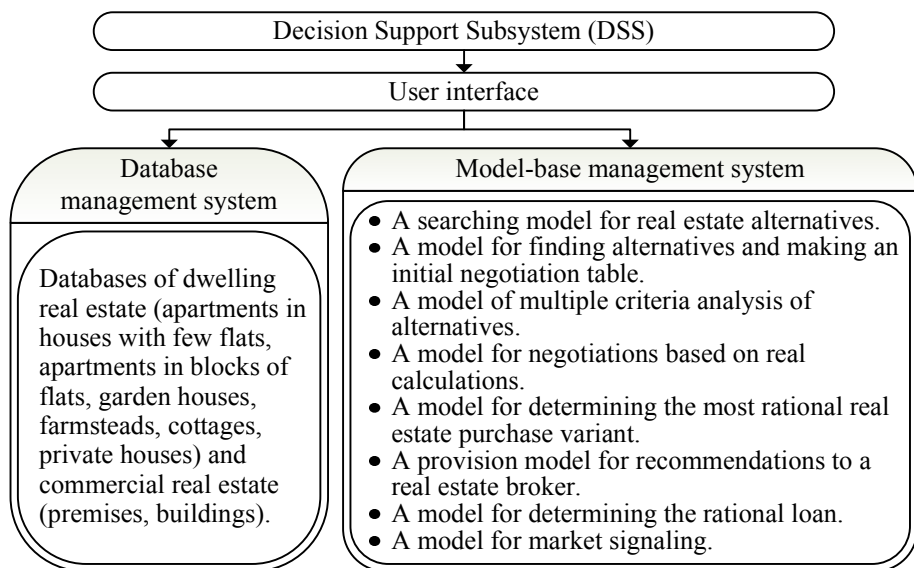 Decision Support Subsystem (DSS)
User interface
Database
management system
Databases of dwelling
real estate (apartments in
houses with few flats,
apartments in blocks of
flats, garden houses,
farmsteads, cottages,
private houses) and
commercial real estate
(premises, buildings).
Model-base management system
• A searching model for real estate alternatives.
• A model for finding alternatives and making an
initial negotiation table.
• A model of multiple criteria analysis of
alternatives.
• A model for negotiations based on real
calculations.
• A model for determining the most rational real
estate purchase variant.
• A provision model for recommendations to a
real estate broker.
• A model for determining the rational loan.
• A model for market signaling.